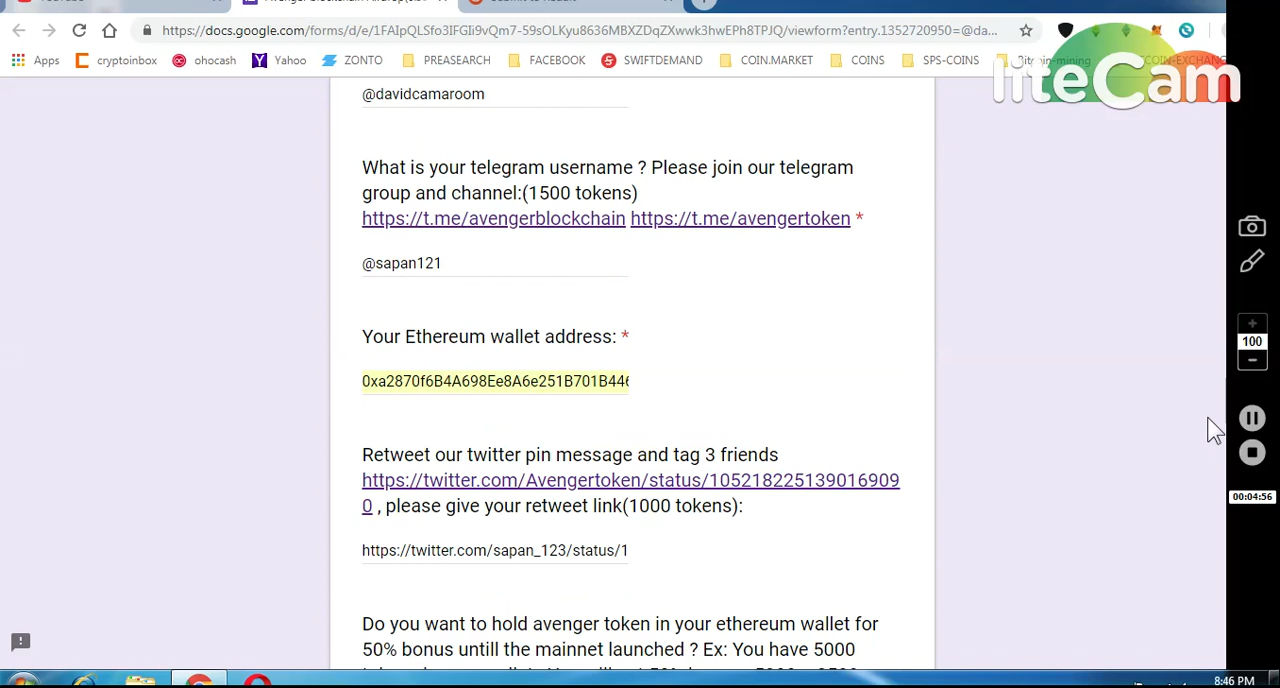 https://docs.google.com/forms/d/e/1FAIpQLSfo3IFGIi9vQm7-59sOLKyu8636MBXZDqZXwwk3hwEPh8TPJQ/viewform?entry.1352720950=@da...
Apps cryptoinbox ohocash Yahoo ZONTO PREASEARCH FACEBOOK SWIFTDEMAND COIN.MARKET COINS SPS-COINS
liteCam
@davidcamaroom
What is your telegram username ? Please join our telegram
group and channel:(1500 tokens)
https://t.me/avengerblockchain https://t.me/avengertoken *
@sapan121
Your Ethereum wallet address: *
0xa2870f6B4A698Ee8A6e251B701B446
100
Retweet our twitter pin message and tag 3 friends
https://twitter.com/Avengertoken/status/105218225139016909
0 , please give your retweet link(1000 tokens):
00:04:56
https://twitter.com/sapan_123/status/1
Do you want to hold avenger token in your ethereum wallet for
50% bonus untill the mainnet launched ? Ex: You have 5000
8:46 PM